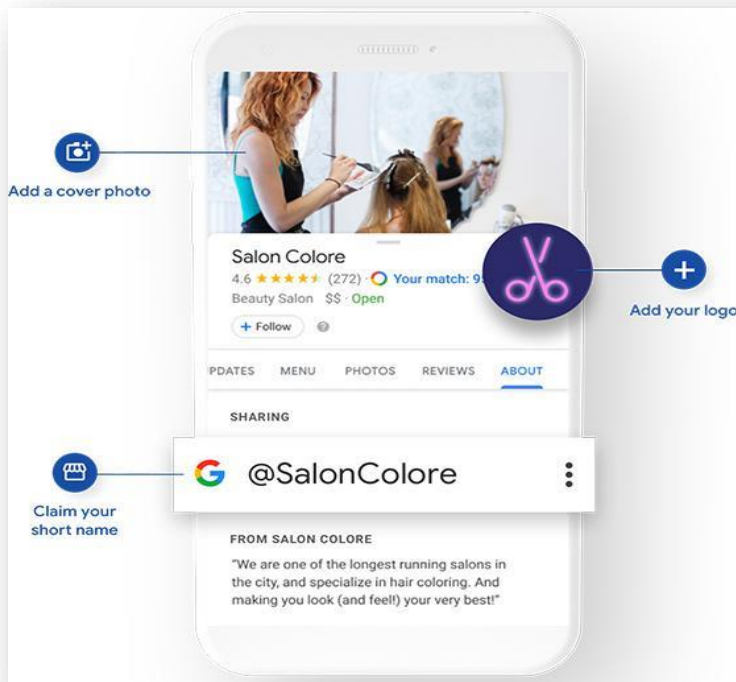 Add a cover photo
Salon Colore
4.6 (272) · Your match: 9
Beauty Salon $$ · Open
+ Follow
Add your logo
PDATES MENU PHOTOS REVIEWS ABOUT
SHARING
@SalonColore
Claim your
short name
FROM SALON COLORE
"We are one of the longest running salons in
the city, and specialize in hair coloring. And
making you look (and feel!) your very best!"